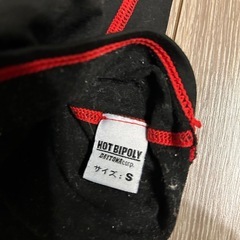 HOT BIPOLY
DAYTONA corp.
サイズ：S